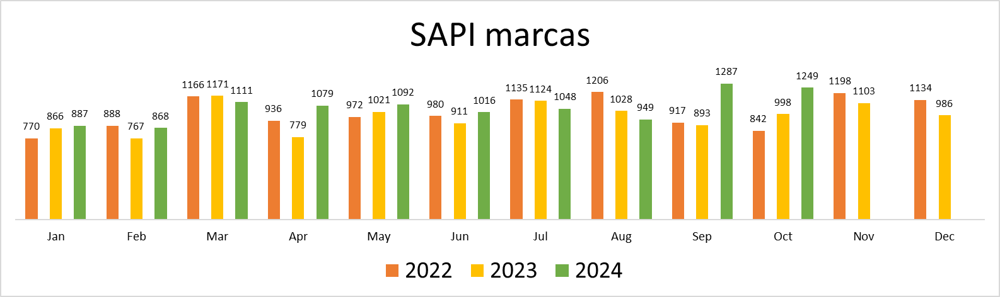 SAPI marcas
770 866 887 888 767 868 1166 1171 1111 936 779 1079 972 1021 1092 980 911 1016 1135 1124 1048 1206 1028 949 917 893 1287 842 998 1249 1198 1103 1134 986
Jan Feb Mar Apr May Jun Jul Aug Sep Oct Nov Dec
2022 2023 2024